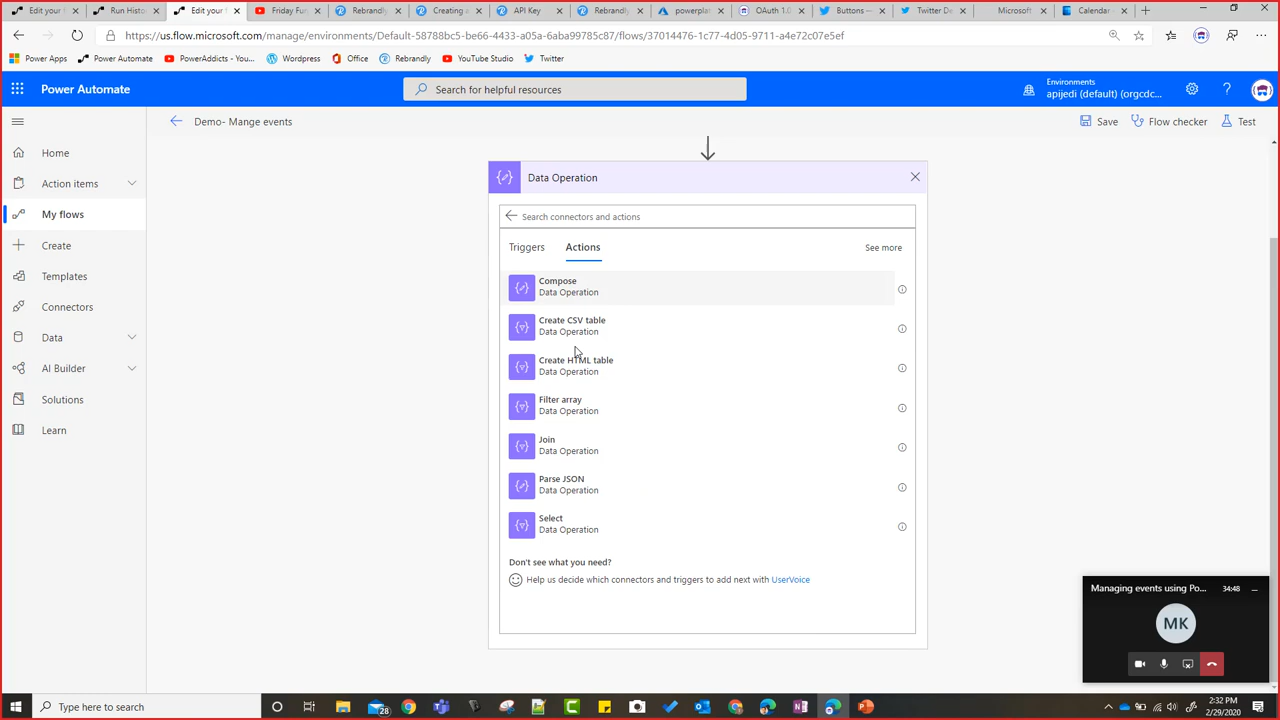 Edit your f
Run Histo
Edit your f
Friday Fun
Rebrandly
Creating a
API Key
Rebrandly
powerplat
OAuth 1.0
Buttons —
Twitter De
Microsoft
Calendar -
https://us.flow.microsoft.com/manage/environments/Default-58788bc5-be66-4433-a05a-6aba99785c87/flows/37014476-1c77-4d05-9711-a4e72c07e5ef
Power Apps
Power Automate
PowerAddicts - You...
Wordpress
Office
Rebrandly
YouTube Studio
Twitter
Power Automate
Search for helpful resources
Environments
apijedi (default) (orgcdc...
Demo- Mange events
Save
Flow checker
Test
Home
Action items
My flows
Create
Templates
Connectors
Data
AI Builder
Solutions
Learn
Data Operation
Search connectors and actions
Triggers
Actions
See more
Compose
Data Operation
Create CSV table
Data Operation
Create HTML table
Data Operation
Filter array
Data Operation
Join
Data Operation
Parse JSON
Data Operation
Select
Data Operation
Don't see what you need?
Help us decide which connectors and triggers to add next with UserVoice
Managing events using Po...
34:48
MK
Type here to search
28
2:32 PM
2/29/2020